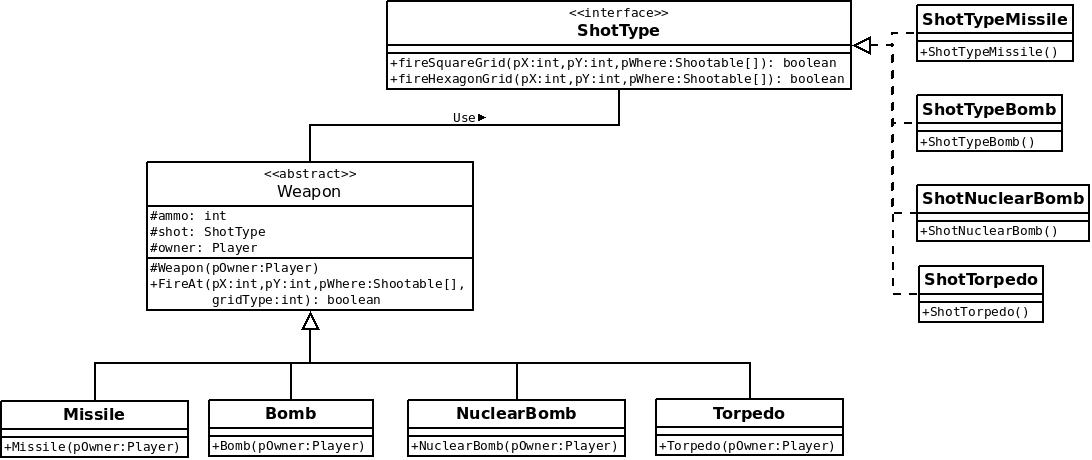 <<interface>>
ShotType
+fireSquareGrid(pX:int,pY:int,pWhere:Shootable[]): boolean
+fireHexagonGrid(pX:int,pY:int,pWhere:Shootable[]): boolean
ShotTypeMissile
+ShotTypeMissile()
ShotTypeBomb
+ShotTypeBomb()
ShotNuclearBomb
+ShotNuclearBomb()
ShotTorpedo
+ShotTorpedo()
Use ►
<<abstract>>
Weapon
#ammo: int
#shot: ShotType
#owner: Player
#Weapon(pOwner:Player)
+FireAt(pX:int,pY:int,pWhere:Shootable[],
gridType:int): boolean
Missile
+Missile(pOwner:Player)
Bomb
+Bomb(pOwner:Player)
NuclearBomb
+NuclearBomb(pOwner:Player)
Torpedo
+Torpedo(pOwner:Player)